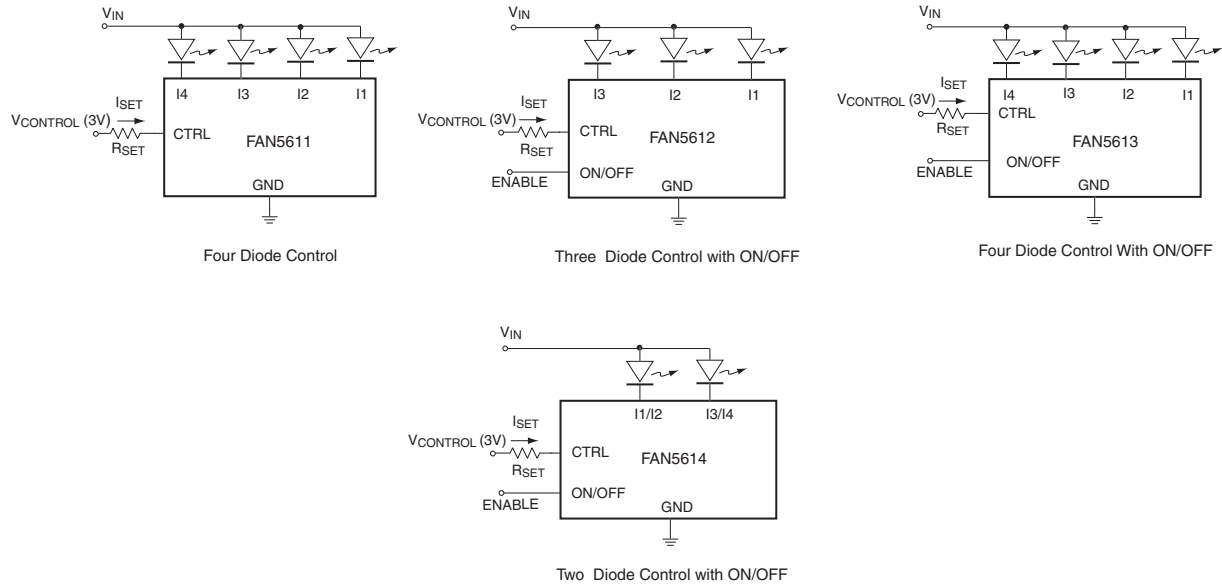 VIN
I4 I3 I2 I1
ISET
VCONTROL (3V)
RSET
CTRL
FAN5611
GND
Four Diode Control
VIN
I3 I2 I1
ISET
VCONTROL (3V)
RSET
CTRL
FAN5612
ENABLE
ON/OFF
GND
Three Diode Control with ON/OFF
VIN
I4 I3 I2 I1
ISET
VCONTROL (3V)
RSET
CTRL
FAN5613
ENABLE
ON/OFF
GND
Four Diode Control With ON/OFF
VIN
I1/I2 I3/I4
ISET
VCONTROL (3V)
RSET
CTRL
FAN5614
ENABLE
ON/OFF
GND
Two Diode Control with ON/OFF